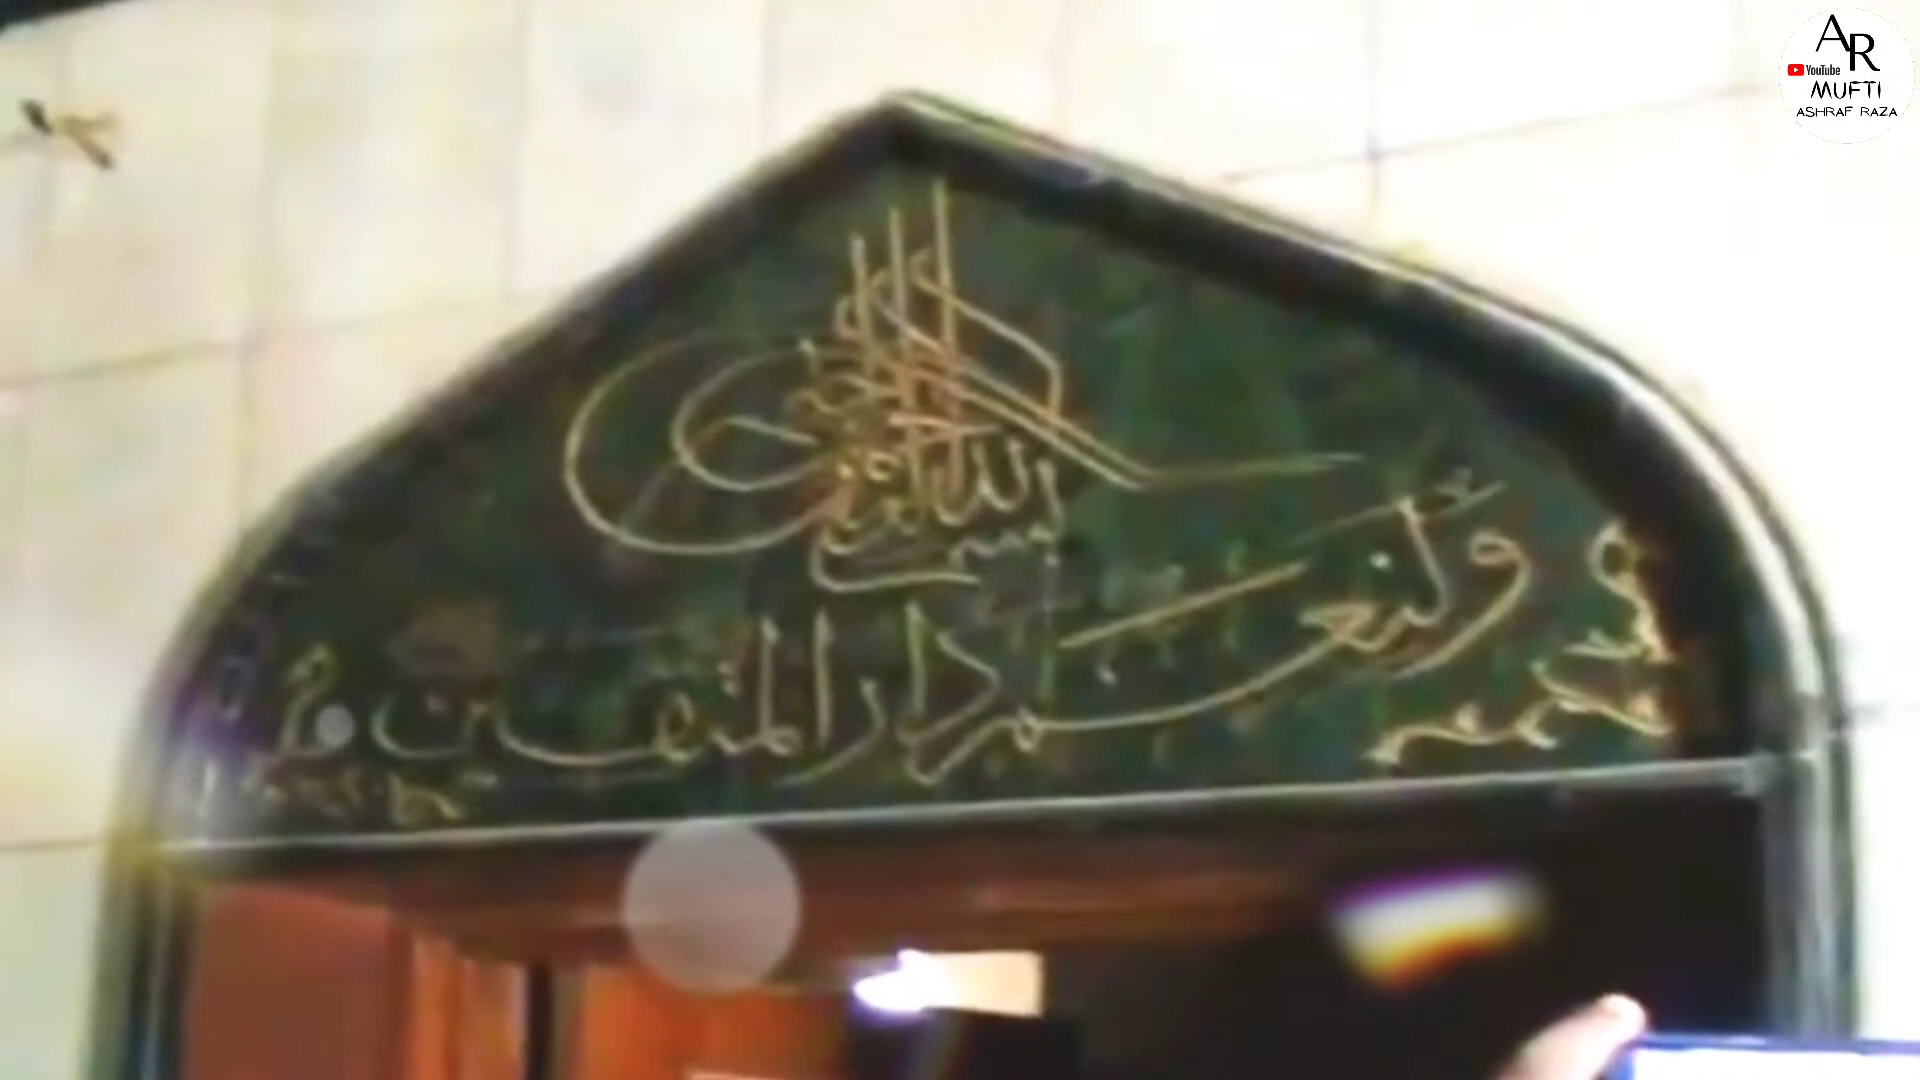 AR
YouTube
MUFTI
ASHRAF RAZA
بسم الله الرحمن الرحيم
ولنعم دار المتقين